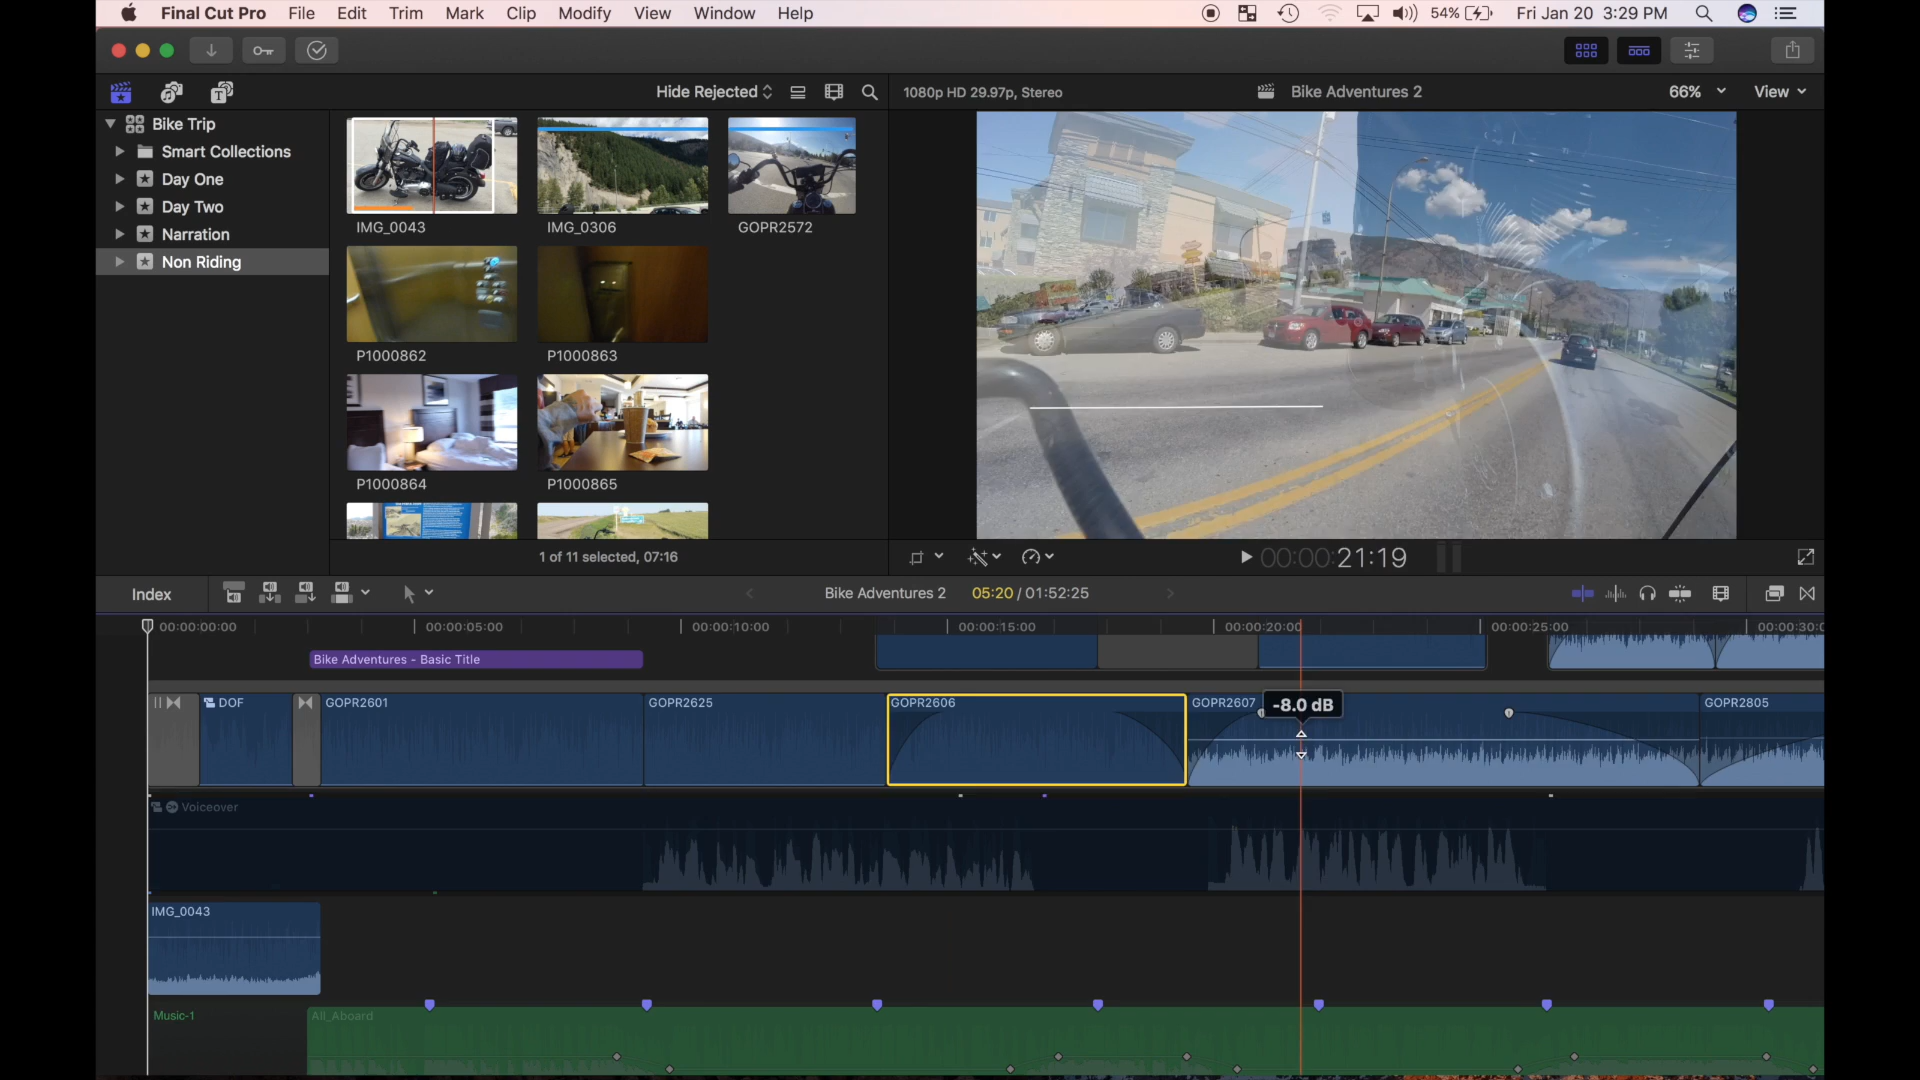 Final Cut Pro File Edit Trim Mark Clip Modify View Window Help 54% Fri Jan 20 3:29 PM
Hide Rejected 1080p HD 29.97p, Stereo Bike Adventures 2 66% View
Bike Trip
Smart Collections
Day One
Day Two
Narration
Non Riding
IMG_0043 IMG_0306 GOPR2572
P1000862 P1000863
P1000864 P1000865
1 of 11 selected, 07:16
00:00:00:21:19
Index Bike Adventures 2 05:20 / 01:52:25
00:00:00:00 00:00:05:00 00:00:10:00 00:00:15:00 00:00:20:00 00:00:25:00 00:00:30:0
Bike Adventures - Basic Title
DOF GOPR2601 GOPR2625 GOPR2606 GOPR2607 -8.0 dB GOPR2805
Voiceover
IMG_0043
Music-1 All_Aboard